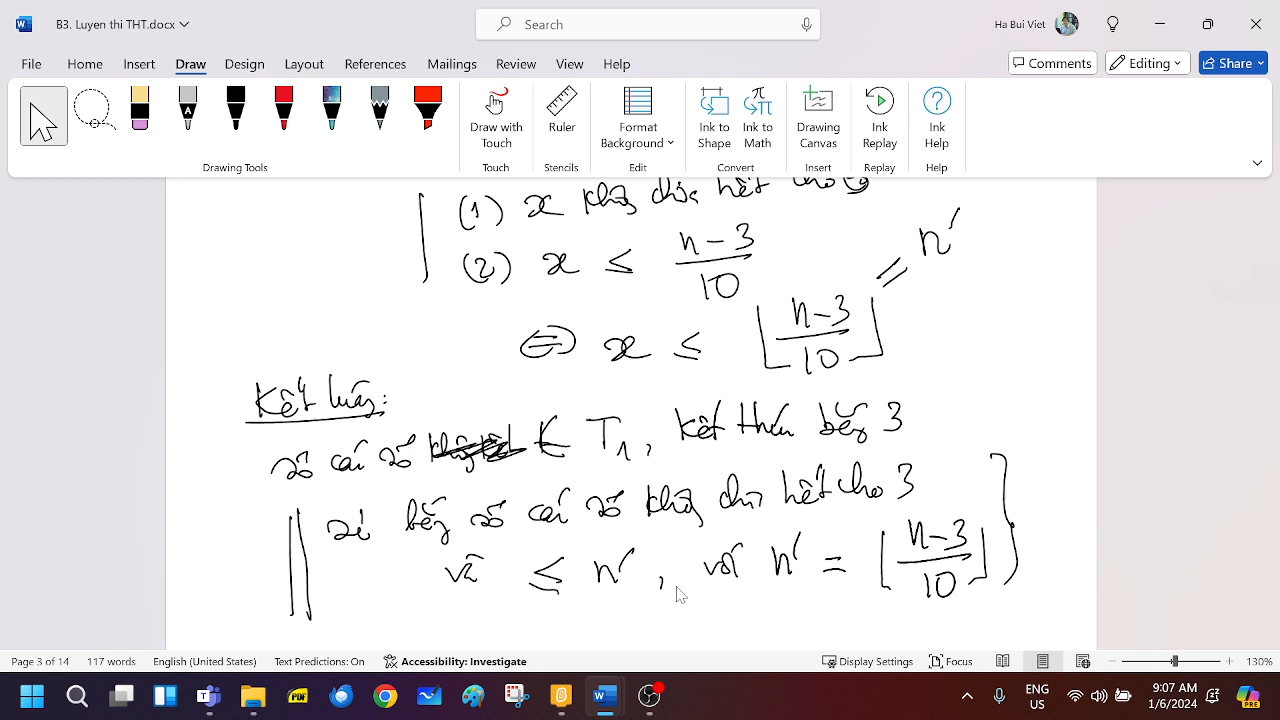 B3. Luyen thi THT.docx
Search
Ha Bui Viet
File Home Insert Draw Design Layout References Mailings Review View Help
Comments Editing Share
Draw with Touch
Ruler
Format Background
Ink to Shape
Ink to Math
Drawing Canvas
Ink Replay
Ink Help
Drawing Tools Touch Stencils Edit Convert Insert Replay Help
(1) x không chia hết cho 3
(2) x ≤ (n-3)/10
⇔ x ≤ ⌊(n-3)/10⌋ = n'
Kết luận:
số các số ∈ T₁, kết thúc bằng 3
sẽ bằng số các số không chia hết cho 3
và ≤ n', với n' = ⌊(n-3)/10⌋
Page 3 of 14 117 words English (United States) Text Predictions: On Accessibility: Investigate Display Settings Focus 130%
ENG US
9:07 AM
1/6/2024